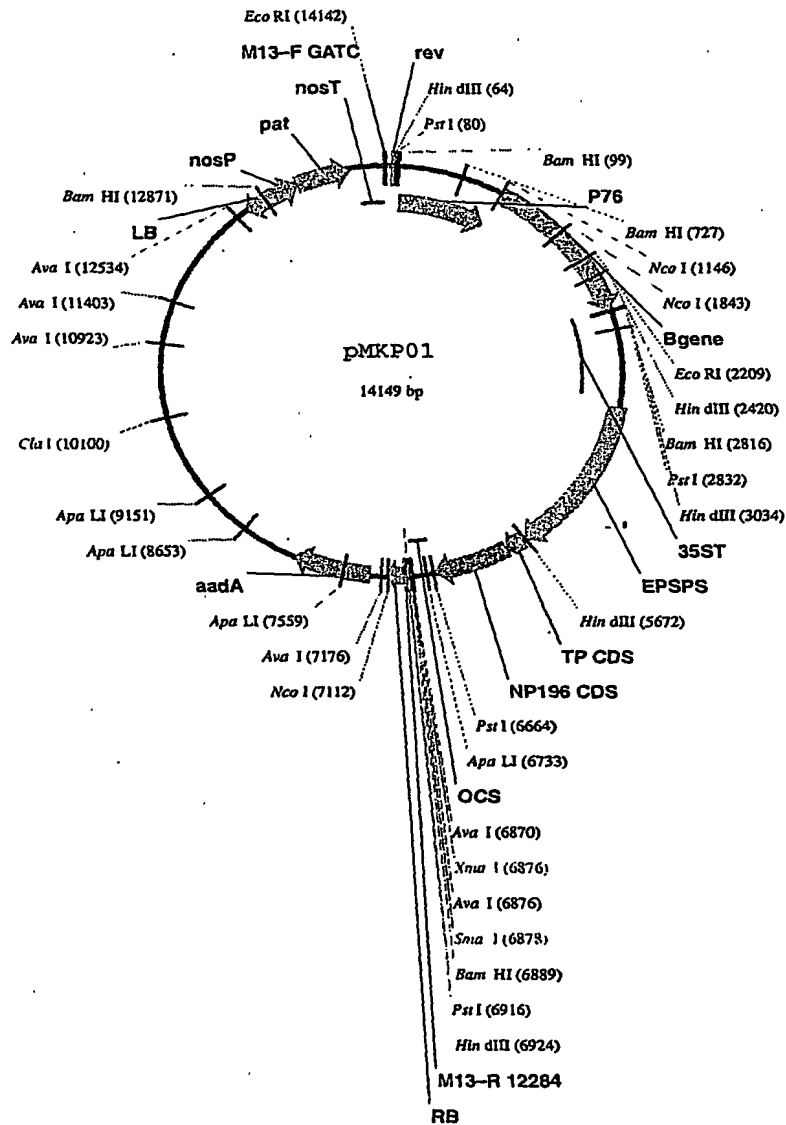 Eco RI (14142)
M13-F GATC
rev
nosT
Hin dIII (64)
Pst I (80)
pat
nosP
Bam HI (99)
Bam HI (12871)
P76
LB
Bam HI (727)
Ava I (12534)
Nco I (1146)
Ava I (11403)
Nco I (1843)
Ava I (10923)
Bgene
pMKP01
14149 bp
Eco RI (2209)
Hin dIII (2420)
Cla I (10100)
Bam HI (2816)
Pst I (2832)
Apa LI (9151)
Hin dIII (3034)
Apa LI (8653)
35ST
EPSPS
aadA
Apa LI (7559)
Hin dIII (5672)
Ava I (7176)
TP CDS
Nco I (7112)
NP196 CDS
Pst I (6664)
Apa LI (6733)
OCS
Ava I (6870)
Xma I (6876)
Ava I (6876)
Sma I (6878)
Bam HI (6889)
Pst I (6916)
Hin dIII (6924)
M13-R 12284
RB